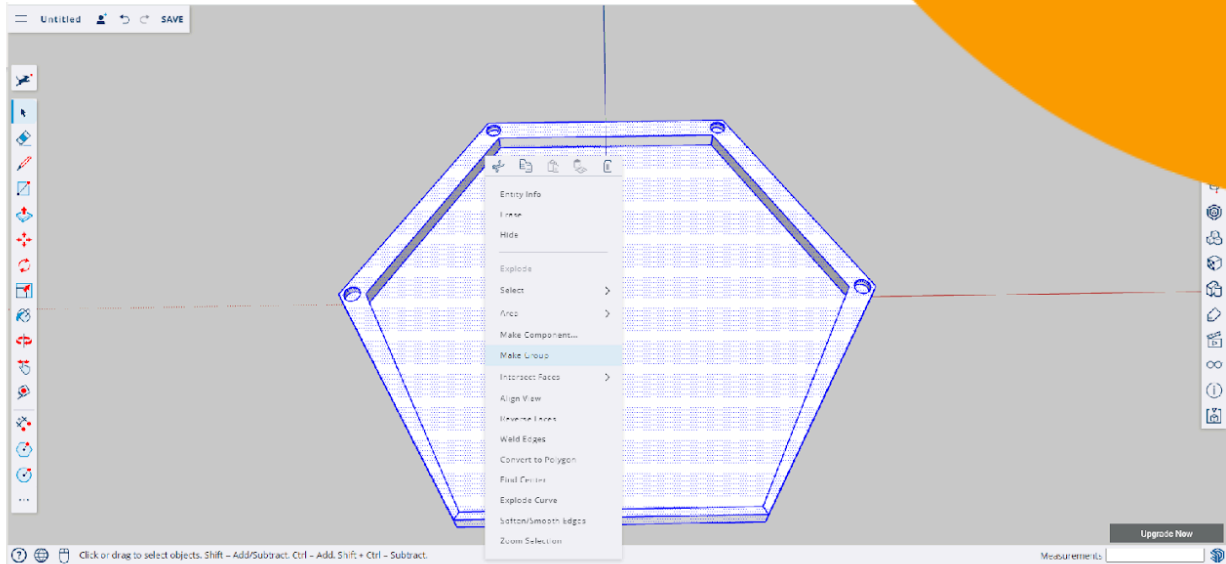 Untitled SAVE
Entity Info
Erase
Hide
Explode
Select
Area
Make Component...
Make Group
Intersect Faces
Align View
Reverse Faces
Weld Edges
Convert to Polygon
Find Center
Explode Curve
Soften/Smooth Edges
Zoom Selection
Upgrade Now
Click or drag to select objects. Shift – Add/Subtract. Ctrl – Add. Shift + Ctrl – Subtract.
Measurements